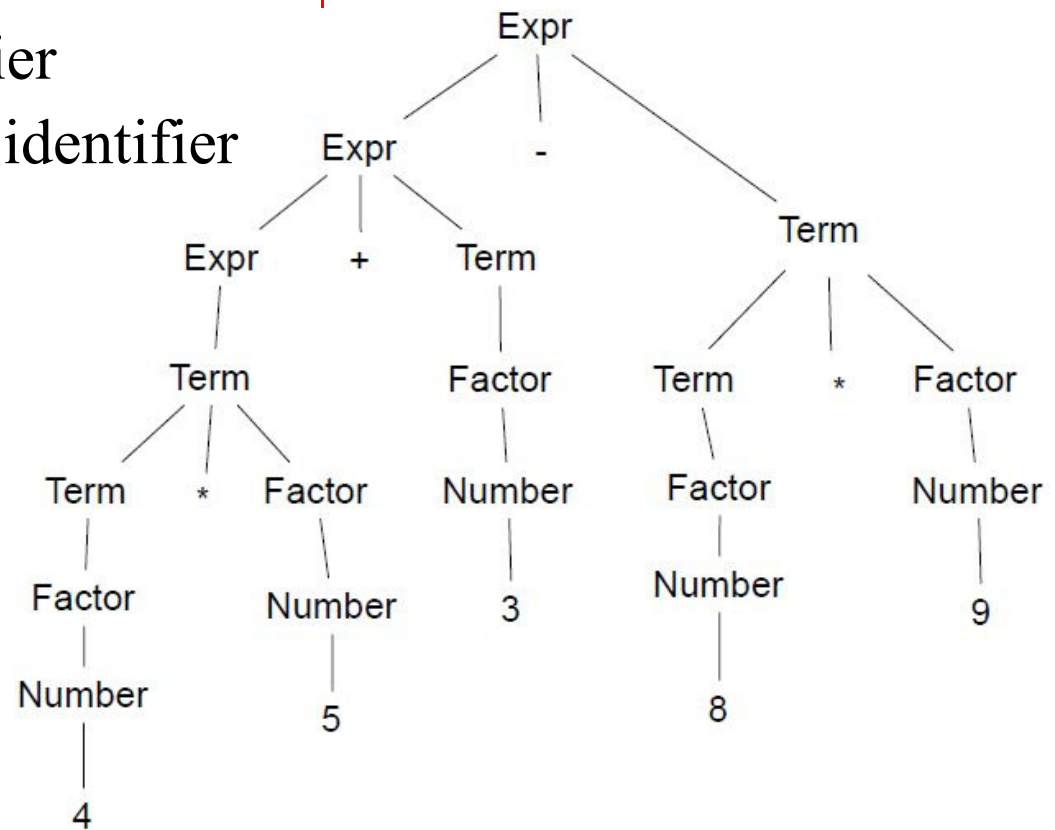 Expr
ier
identifier
Expr -
Term
Expr + Term
Term Factor Term * Factor
Term * Factor Number Factor Number
Factor Number 3 Number 9
Number 5 8
4